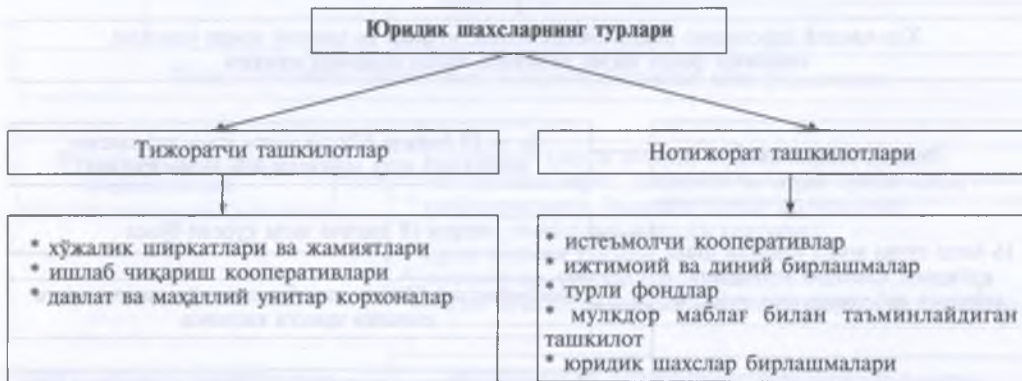 Юридик шахсларнинг турлари
Тижоратчи ташкилотлар
Нотижорат ташкилотлари
* хўжалик ширкатлари ва жамиятлари
* ишлаб чиқариш кооперативлари
* давлат ва маҳаллий унитар корхоналар
* истеъмолчи кооперативлар
* ижтимоий ва диний бирлашмалар
* турли фондлар
* мулкдор маблағ билан таъминлайдиган
ташкилот
* юридик шахслар бирлашмалари